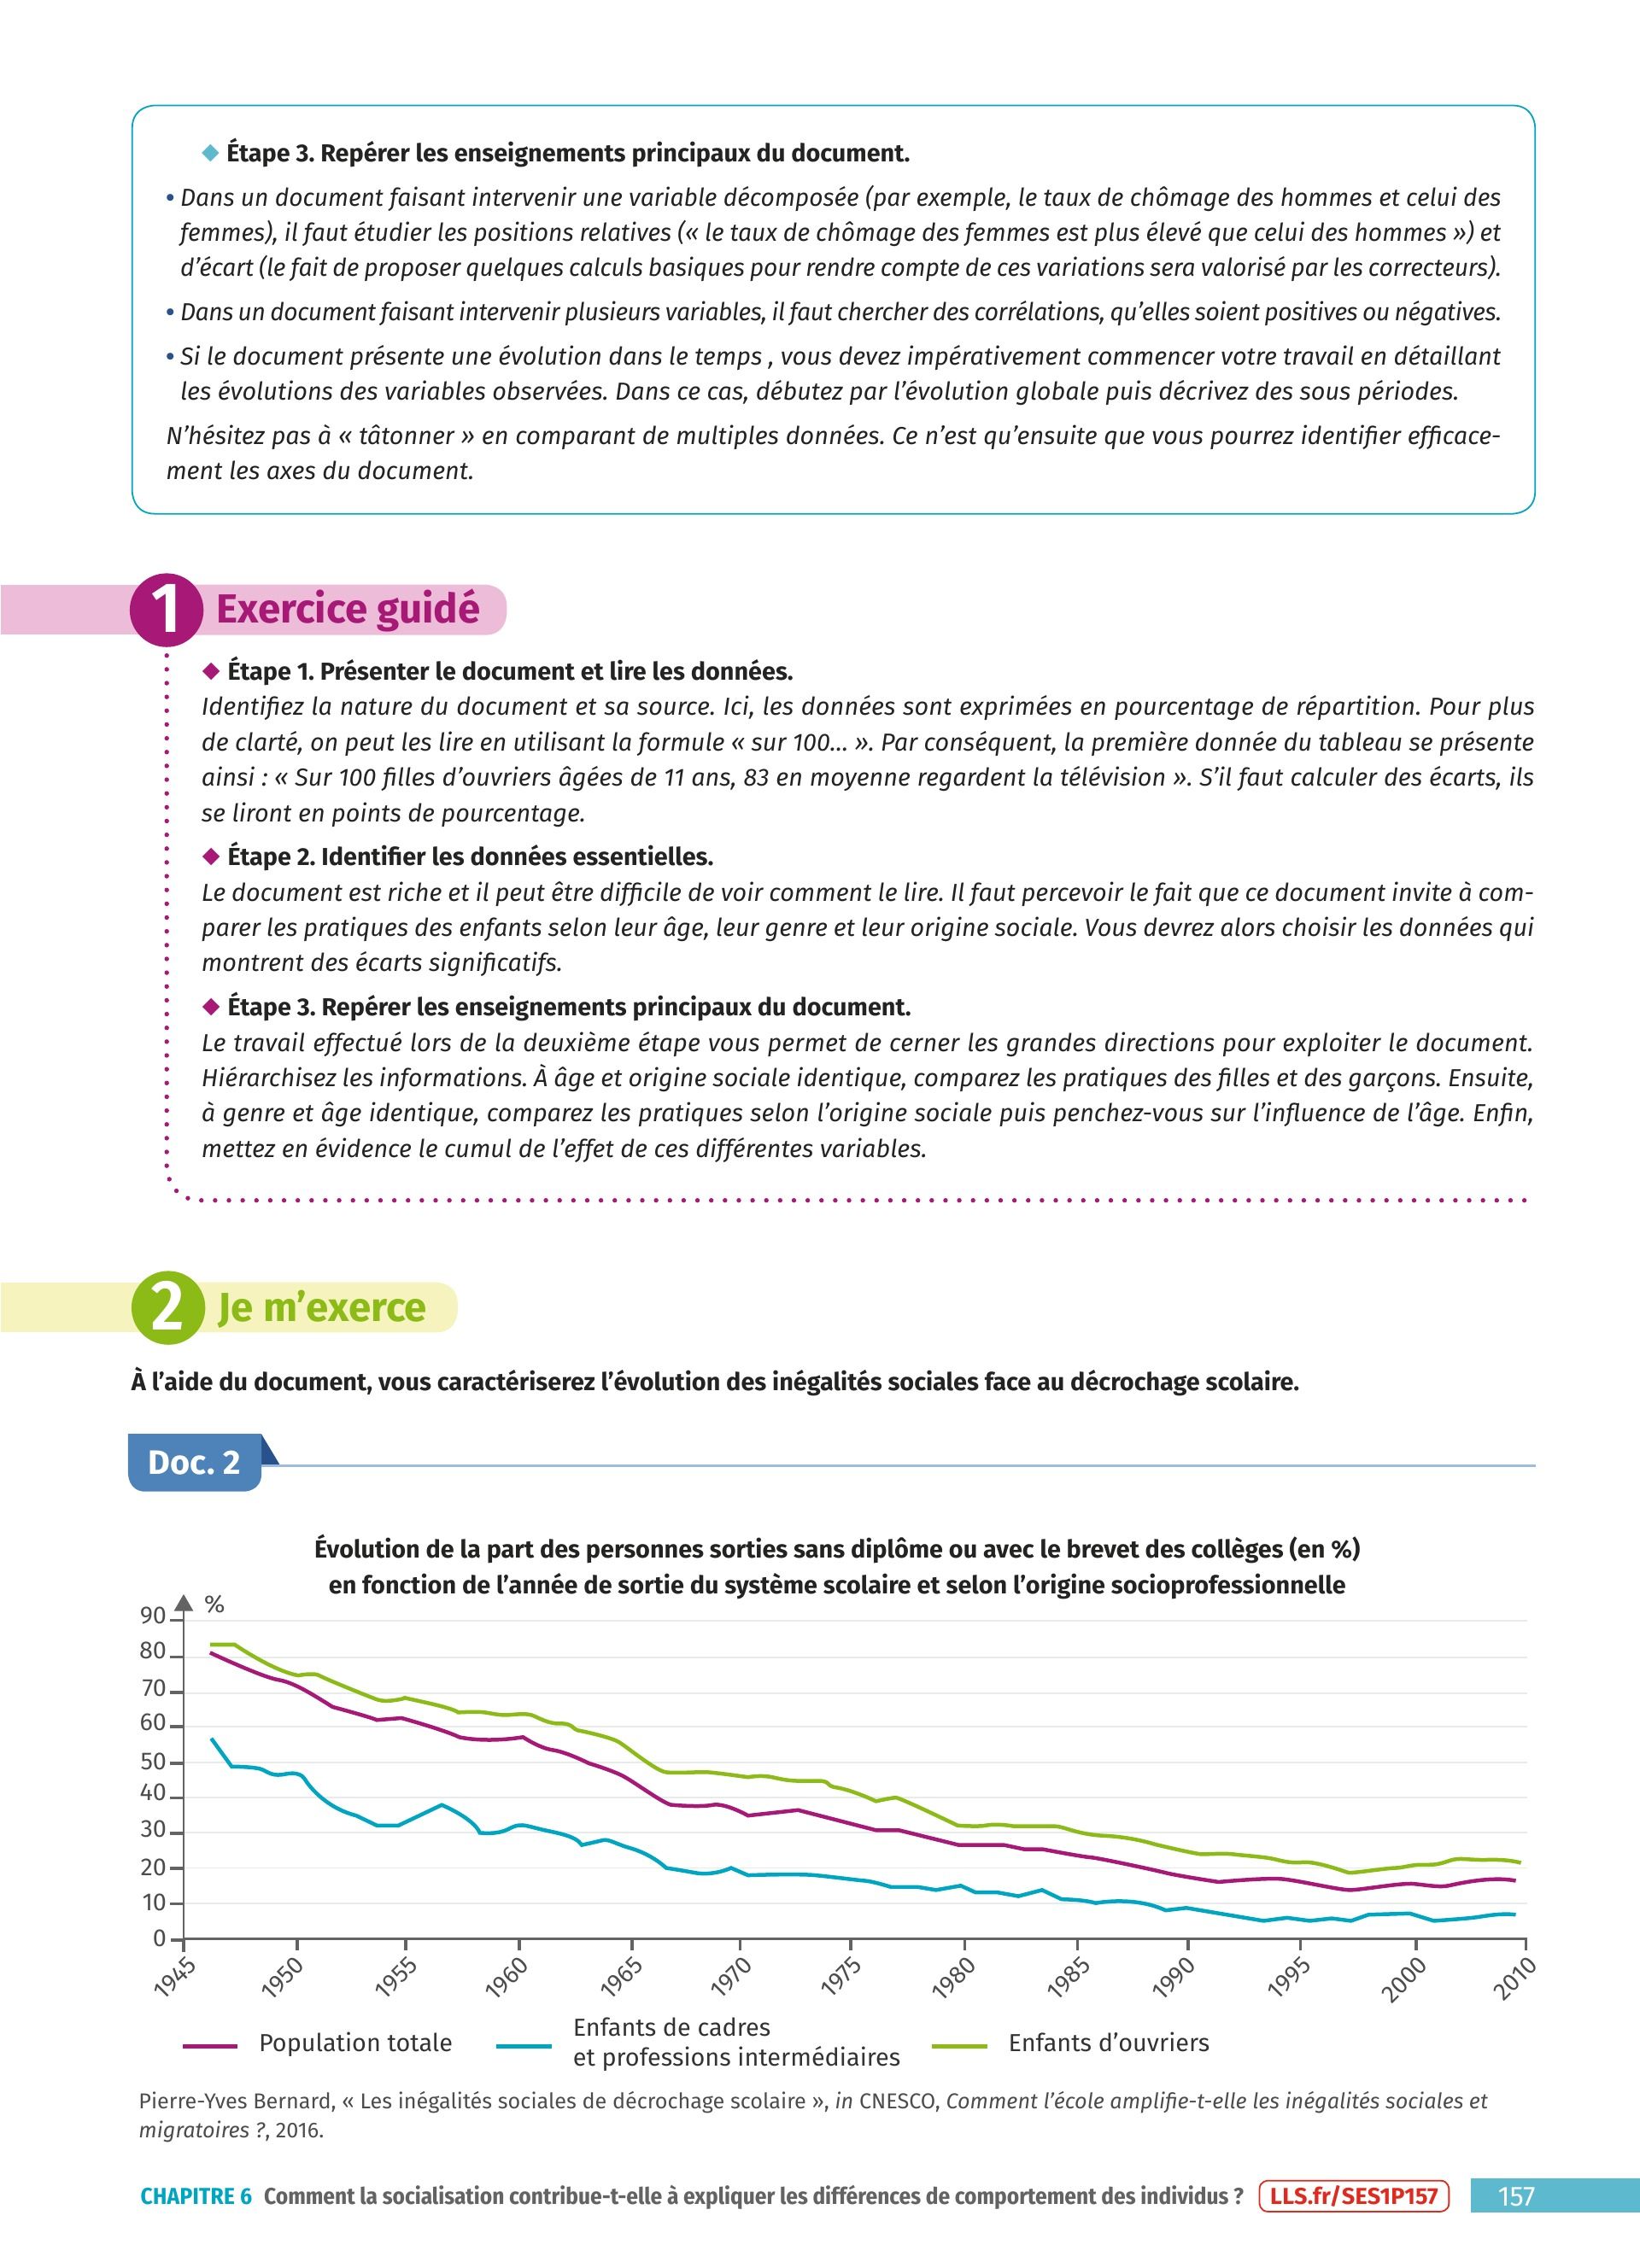 ◆ Étape 3. Repérer les enseignements principaux du document.
• Dans un document faisant intervenir une variable décomposée (par exemple, le taux de chômage des hommes et celui des
femmes), il faut étudier les positions relatives (« le taux de chômage des femmes est plus élevé que celui des hommes ») et
d’écart (le fait de proposer quelques calculs basiques pour rendre compte de ces variations sera valorisé par les correcteurs).
• Dans un document faisant intervenir plusieurs variables, il faut chercher des corrélations, qu’elles soient positives ou négatives.
• Si le document présente une évolution dans le temps , vous devez impérativement commencer votre travail en détaillant
les évolutions des variables observées. Dans ce cas, débutez par l’évolution globale puis décrivez des sous périodes.
N’hésitez pas à « tâtonner » en comparant de multiples données. Ce n’est qu’ensuite que vous pourrez identifier efficace-
ment les axes du document.
1 Exercice guidé
◆ Étape 1. Présenter le document et lire les données.
Identifiez la nature du document et sa source. Ici, les données sont exprimées en pourcentage de répartition. Pour plus
de clarté, on peut les lire en utilisant la formule « sur 100... ». Par conséquent, la première donnée du tableau se présente
ainsi : « Sur 100 filles d’ouvriers âgées de 11 ans, 83 en moyenne regardent la télévision ». S’il faut calculer des écarts, ils
se liront en points de pourcentage.
◆ Étape 2. Identifier les données essentielles.
Le document est riche et il peut être difficile de voir comment le lire. Il faut percevoir le fait que ce document invite à com-
parer les pratiques des enfants selon leur âge, leur genre et leur origine sociale. Vous devrez alors choisir les données qui
montrent des écarts significatifs.
◆ Étape 3. Repérer les enseignements principaux du document.
Le travail effectué lors de la deuxième étape vous permet de cerner les grandes directions pour exploiter le document.
Hiérarchisez les informations. À âge et origine sociale identique, comparez les pratiques des filles et des garçons. Ensuite,
à genre et âge identique, comparez les pratiques selon l’origine sociale puis penchez-vous sur l’influence de l’âge. Enfin,
mettez en évidence le cumul de l’effet de ces différentes variables.
2 Je m’exerce
À l’aide du document, vous caractériserez l’évolution des inégalités sociales face au décrochage scolaire.
Doc. 2
Évolution de la part des personnes sorties sans diplôme ou avec le brevet des collèges (en %)
en fonction de l’année de sortie du système scolaire et selon l’origine socioprofessionnelle
%
90
80
70
60
50
40
30
20
10
0
1945 1950 1955 1960 1965 1970 1975 1980 1985 1990 1995 2000 2010
Population totale
Enfants de cadres
et professions intermédiaires
Enfants d’ouvriers
Pierre-Yves Bernard, « Les inégalités sociales de décrochage scolaire », in CNESCO, Comment l’école amplifie-t-elle les inégalités sociales et
migratoires ?, 2016.
CHAPITRE 6 Comment la socialisation contribue-t-elle à expliquer les différences de comportement des individus ? LLS.fr/SES1P157 157